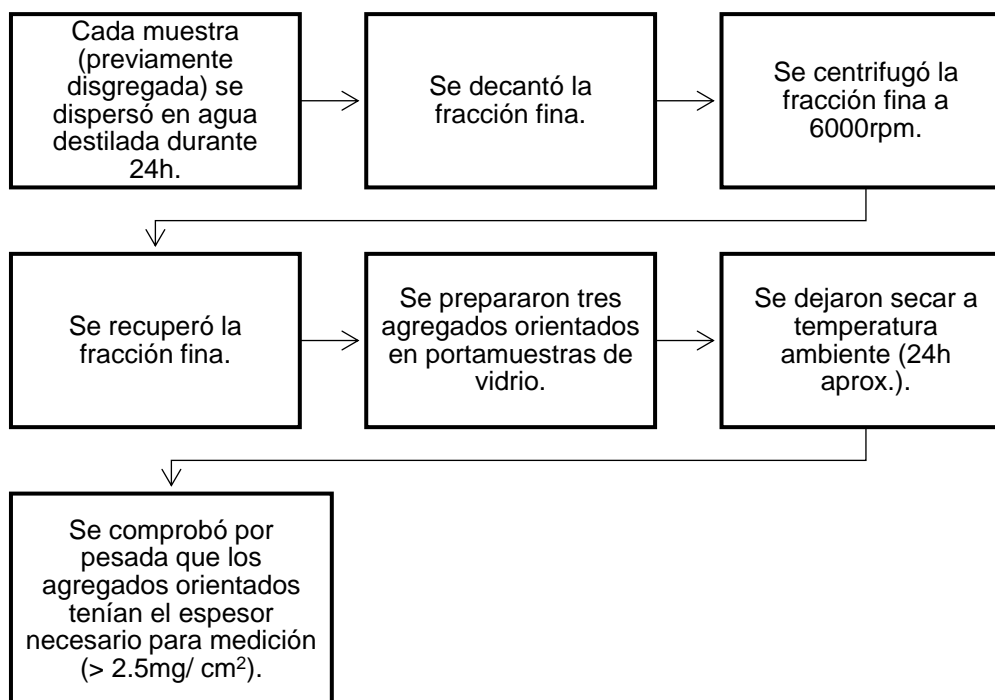 Cada muestra
(previamente
disgregada) se
dispersó en agua
destilada durante
24h.
Se decantó la
fracción fina.
Se centrifugó la
fracción fina a
6000rpm.
Se recuperó la
fracción fina.
Se prepararon tres
agregados orientados
en portamuestras de
vidrio.
Se dejaron secar a
temperatura
ambiente (24h
aprox.).
Se comprobó por
pesada que los
agregados orientados
tenían el espesor
necesario para medición
(> 2.5mg/ cm²).